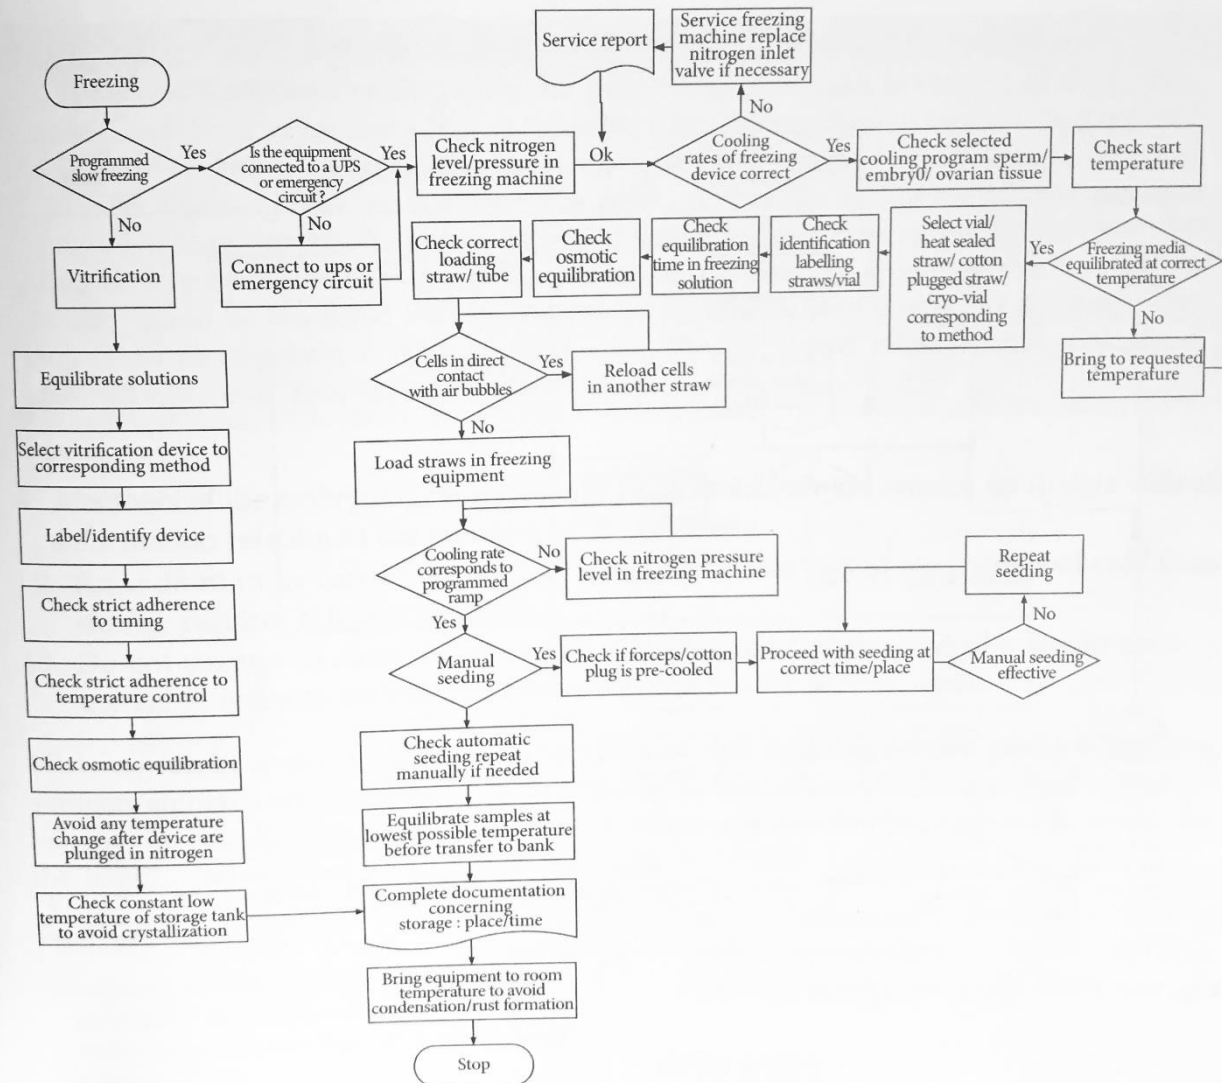 Freezing
Programmed
slow freezing
Yes
No
Is the equipment
connected to a UPS
or emergency
circuit ?
Yes
No
Connect to ups or
emergency circuit
Check nitrogen
level/pressure in
freezing machine
Ok
Service report
Service freezing
machine replace
nitrogen inlet
valve if necessary
No
Cooling
rates of freezing
device correct
Yes
Check selected
cooling program sperm/
embry0/ ovarian tissue
Check start
temperature
Freezing media
equilibrated at correct
temperature
Yes
No
Bring to requested
temperature
Select vial/
heat sealed
straw/ cotton
plugged straw/
cryo-vial
corresponding
to method
Check
identification
labelling
straws/vial
Check
equilibration
time in freezing
solution
Check
osmotic
equilibration
Check correct
loading
straw/ tube
Cells in direct
contact
with air bubbles
Yes
Reload cells
in another straw
No
Load straws in freezing
equipment
Cooling rate
corresponds to
programmed
ramp
No
Check nitrogen pressure
level in freezing machine
Yes
Manual
seeding
Yes
Check if forceps/cotton
plug is pre-cooled
Proceed with seeding at
correct time/place
Manual seeding
effective
No
Repeat
seeding
Check automatic
seeding repeat
manually if needed
Equilibrate samples at
lowest possible temperature
before transfer to bank
Complete documentation
concerning
storage : place/time
Bring equipment to room
temperature to avoid
condensation/rust formation
Stop
Vitrification
Equilibrate solutions
Select vitrification device to
corresponding method
Label/identify device
Check strict adherence
to timing
Check strict adherence to
temperature control
Check osmotic equilibration
Avoid any temperature
change after device are
plunged in nitrogen
Check constant low
temperature of storage tank
to avoid crystallization